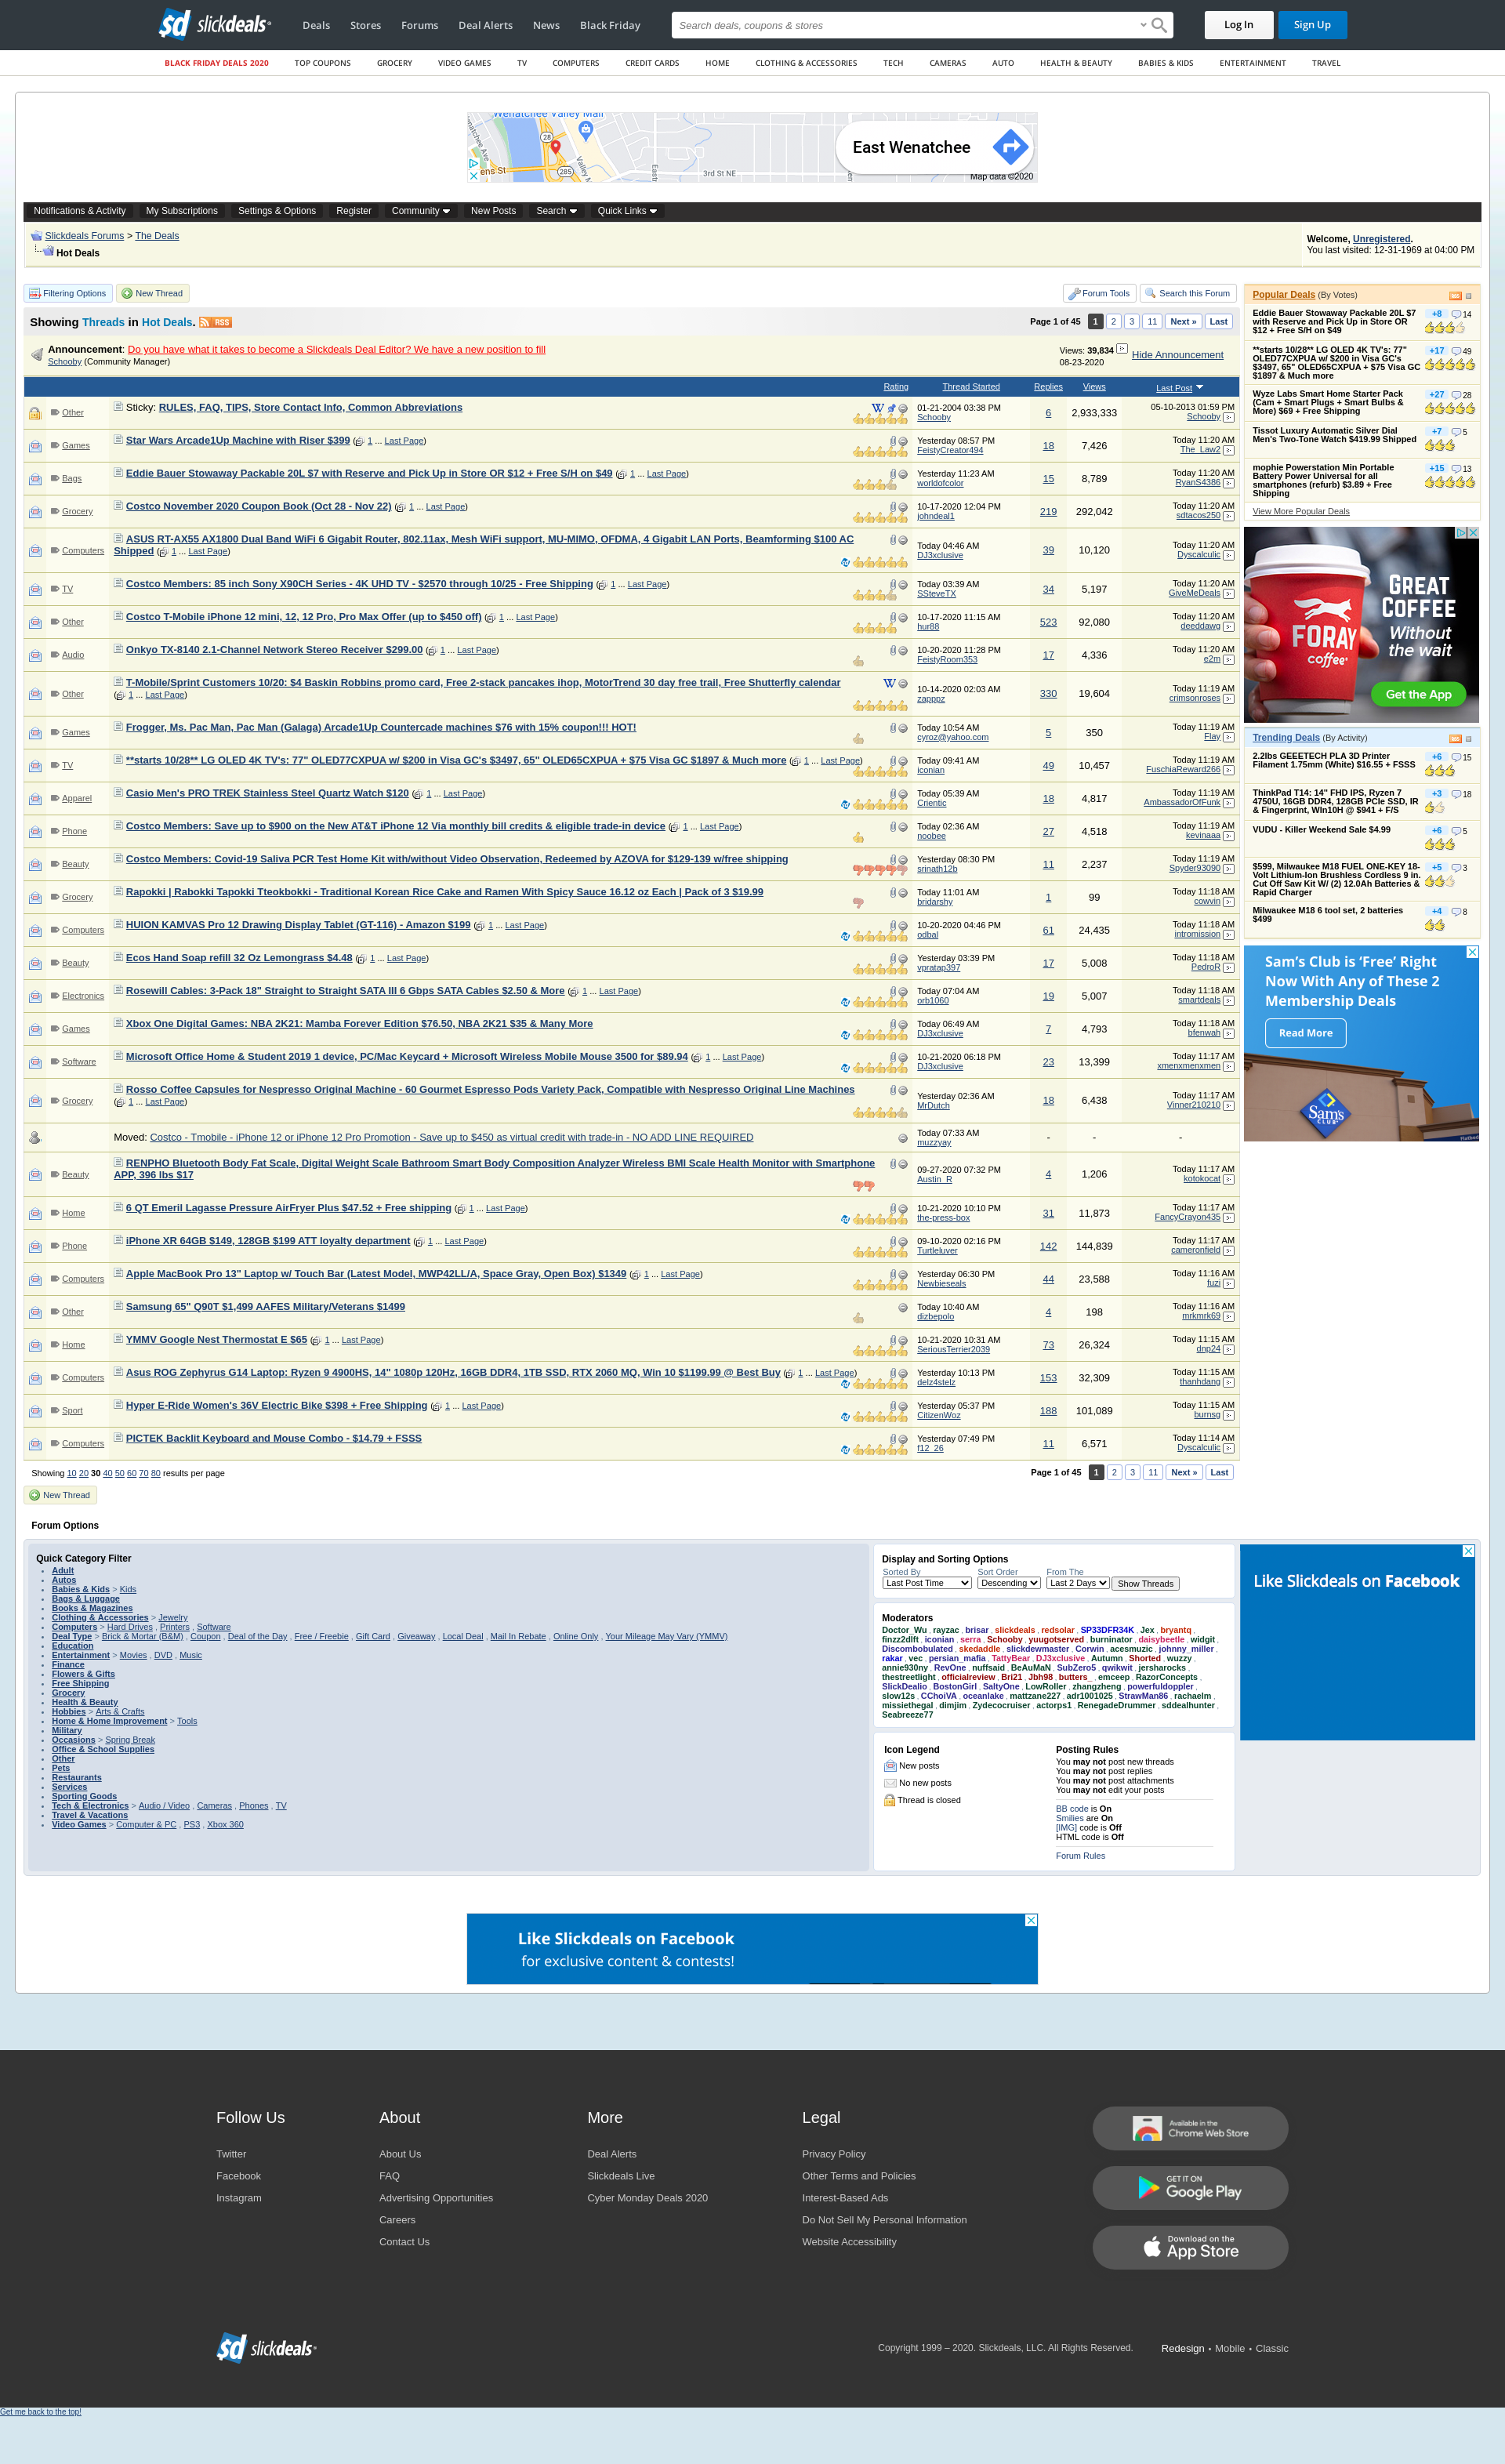 sd slickdeals
Deals Stores Forums Deal Alerts News Black Friday
Search deals, coupons & stores
Log In Sign Up
BLACK FRIDAY DEALS 2020 TOP COUPONS GROCERY VIDEO GAMES TV COMPUTERS CREDIT CARDS HOME CLOTHING & ACCESSORIES TECH CAMERAS AUTO HEALTH & BEAUTY BABIES & KIDS ENTERTAINMENT TRAVEL
Wenatchee Valley Mall
East Wenatchee
3rd St NE
Map data ©2020
Notifications & Activity My Subscriptions Settings & Options Register Community New Posts Search Quick Links
Slickdeals Forums > The Deals
Hot Deals
Welcome, Unregistered.
You last visited: 12-31-1969 at 04:00 PM
Filtering Options New Thread Forum Tools Search this Forum
Showing Threads in Hot Deals. RSS
Page 1 of 45 1 2 3 11 Next » Last
Announcement: Do you have what it takes to become a Slickdeals Deal Editor? We have a new position to fill
Schooby (Community Manager)
Views: 39,834 Hide Announcement
08-23-2020
Rating Thread Started Replies Views Last Post
Other Sticky: RULES, FAQ, TIPS, Store Contact Info, Common Abbreviations 01-21-2004 03:38 PM Schooby 6 2,933,333 05-10-2013 01:59 PM Schooby
Games Star Wars Arcade1Up Machine with Riser $399 ( 1 ... Last Page) Yesterday 08:57 PM FeistyCreator494 18 7,426 Today 11:20 AM The_Law2
Bags Eddie Bauer Stowaway Packable 20L $7 with Reserve and Pick Up in Store OR $12 + Free S/H on $49 ( 1 ... Last Page) Yesterday 11:23 AM worldofcolor 15 8,789 Today 11:20 AM RyanS4386
Grocery Costco November 2020 Coupon Book (Oct 28 - Nov 22) ( 1 ... Last Page) 10-17-2020 12:04 PM johndeal1 219 292,042 Today 11:20 AM sdtacos250
Computers ASUS RT-AX55 AX1800 Dual Band WiFi 6 Gigabit Router, 802.11ax, Mesh WiFi support, MU-MIMO, OFDMA, 4 Gigabit LAN Ports, Beamforming $100 AC Shipped ( 1 ... Last Page) Today 04:46 AM DJ3xclusive 39 10,120 Today 11:20 AM Dyscalculic
TV Costco Members: 85 inch Sony X90CH Series - 4K UHD TV - $2570 through 10/25 - Free Shipping ( 1 ... Last Page) Today 03:39 AM SSteveTX 34 5,197 Today 11:20 AM GiveMeDeals
Other Costco T-Mobile iPhone 12 mini, 12, 12 Pro, Pro Max Offer (up to $450 off) ( 1 ... Last Page) 10-17-2020 11:15 AM hur88 523 92,080 Today 11:20 AM deeddawg
Audio Onkyo TX-8140 2.1-Channel Network Stereo Receiver $299.00 ( 1 ... Last Page) 10-20-2020 11:28 PM FeistyRoom353 17 4,336 Today 11:20 AM e2m
Other T-Mobile/Sprint Customers 10/20: $4 Baskin Robbins promo card, Free 2-stack pancakes ihop, MotorTrend 30 day free trail, Free Shutterfly calendar ( 1 ... Last Page) 10-14-2020 02:03 AM zapppz 330 19,604 Today 11:19 AM crimsonroses
Games Frogger, Ms. Pac Man, Pac Man (Galaga) Arcade1Up Countercade machines $76 with 15% coupon!!! HOT! Today 10:54 AM cyroz@yahoo.com 5 350 Today 11:19 AM Flay
TV **starts 10/28** LG OLED 4K TV's: 77" OLED77CXPUA w/ $200 in Visa GC's $3497, 65" OLED65CXPUA + $75 Visa GC $1897 & Much more ( 1 ... Last Page) Today 09:41 AM iconian 49 10,457 Today 11:19 AM FuschiaReward266
Apparel Casio Men's PRO TREK Stainless Steel Quartz Watch $120 ( 1 ... Last Page) Today 05:39 AM Crientic 18 4,817 Today 11:19 AM AmbassadorOfFunk
Phone Costco Members: Save up to $900 on the New AT&T iPhone 12 Via monthly bill credits & eligible trade-in device ( 1 ... Last Page) Today 02:36 AM noobee 27 4,518 Today 11:19 AM kevinaaa
Beauty Costco Members: Covid-19 Saliva PCR Test Home Kit with/without Video Observation, Redeemed by AZOVA for $129-139 w/free shipping Yesterday 08:30 PM srinath12b 11 2,237 Today 11:19 AM Spyder93090
Grocery Rapokki | Rabokki Tapokki Tteokbokki - Traditional Korean Rice Cake and Ramen With Spicy Sauce 16.12 oz Each | Pack of 3 $19.99 Today 11:01 AM bridarshy 1 99 Today 11:18 AM cowvin
Computers HUION KAMVAS Pro 12 Drawing Display Tablet (GT-116) - Amazon $199 ( 1 ... Last Page) 10-20-2020 04:46 PM odbal 61 24,435 Today 11:18 AM intromission
Beauty Ecos Hand Soap refill 32 Oz Lemongrass $4.48 ( 1 ... Last Page) Yesterday 03:39 PM vpratap397 17 5,008 Today 11:18 AM PedroR
Electronics Rosewill Cables: 3-Pack 18" Straight to Straight SATA III 6 Gbps SATA Cables $2.50 & More ( 1 ... Last Page) Today 07:04 AM orb1060 19 5,007 Today 11:18 AM smartdeals
Games Xbox One Digital Games: NBA 2K21: Mamba Forever Edition $76.50, NBA 2K21 $35 & Many More Today 06:49 AM DJ3xclusive 7 4,793 Today 11:18 AM bfenwah
Software Microsoft Office Home & Student 2019 1 device, PC/Mac Keycard + Microsoft Wireless Mobile Mouse 3500 for $89.94 ( 1 ... Last Page) 10-21-2020 06:18 PM DJ3xclusive 23 13,399 Today 11:17 AM xmenxmenxmen
Grocery Rosso Coffee Capsules for Nespresso Original Machine - 60 Gourmet Espresso Pods Variety Pack, Compatible with Nespresso Original Line Machines ( 1 ... Last Page) Yesterday 02:36 AM MrDutch 18 6,438 Today 11:17 AM Vinner210210
Moved: Costco - Tmobile - iPhone 12 or iPhone 12 Pro Promotion - Save up to $450 as virtual credit with trade-in - NO ADD LINE REQUIRED Today 07:33 AM muzzyay - - -
Beauty RENPHO Bluetooth Body Fat Scale, Digital Weight Scale Bathroom Smart Body Composition Analyzer Wireless BMI Scale Health Monitor with Smartphone APP, 396 lbs $17 09-27-2020 07:32 PM Austin_R 4 1,206 Today 11:17 AM kotokocat
Home 6 QT Emeril Lagasse Pressure AirFryer Plus $47.52 + Free shipping ( 1 ... Last Page) 10-21-2020 10:10 PM the-press-box 31 11,873 Today 11:17 AM FancyCrayon435
Phone iPhone XR 64GB $149, 128GB $199 ATT loyalty department ( 1 ... Last Page) 09-10-2020 02:16 PM Turtleluver 142 144,839 Today 11:17 AM cameronfield
Computers Apple MacBook Pro 13" Laptop w/ Touch Bar (Latest Model, MWP42LL/A, Space Gray, Open Box) $1349 ( 1 ... Last Page) Yesterday 06:30 PM Newbieseals 44 23,588 Today 11:16 AM fuzi
Other Samsung 65" Q90T $1,499 AAFES Military/Veterans $1499 Today 10:40 AM dizbepolo 4 198 Today 11:16 AM mrkmrk69
Home YMMV Google Nest Thermostat E $65 ( 1 ... Last Page) 10-21-2020 10:31 AM SeriousTerrier2039 73 26,324 Today 11:15 AM dnp24
Computers Asus ROG Zephyrus G14 Laptop: Ryzen 9 4900HS, 14" 1080p 120Hz, 16GB DDR4, 1TB SSD, RTX 2060 MQ, Win 10 $1199.99 @ Best Buy ( 1 ... Last Page) Yesterday 10:13 PM delz4stelz 153 32,309 Today 11:15 AM thanhdang
Sport Hyper E-Ride Women's 36V Electric Bike $398 + Free Shipping ( 1 ... Last Page) Yesterday 05:37 PM CitizenWoz 188 101,089 Today 11:15 AM burnsg
Computers PICTEK Backlit Keyboard and Mouse Combo - $14.79 + FSSS Yesterday 07:49 PM f12_26 11 6,571 Today 11:14 AM Dyscalculic
Showing 10 20 30 40 50 60 70 80 results per page
Page 1 of 45 1 2 3 11 Next » Last
New Thread
Popular Deals (By Votes)
Eddie Bauer Stowaway Packable 20L $7 with Reserve and Pick Up in Store OR $12 + Free S/H on $49 +8 14
**starts 10/28** LG OLED 4K TV's: 77" OLED77CXPUA w/ $200 in Visa GC's $3497, 65" OLED65CXPUA + $75 Visa GC $1897 & Much more +17 49
Wyze Labs Smart Home Starter Pack (Cam + Smart Plugs + Smart Bulbs & More) $69 + Free Shipping +27 28
Tissot Luxury Automatic Silver Dial Men's Two-Tone Watch $419.99 Shipped +7 5
mophie Powerstation Min Portable Battery Power Universal for all smartphones (refurb) $3.89 + Free Shipping +15 13
View More Popular Deals
GREAT COFFEE
Without the wait
FORAY coffee
Get the App
Trending Deals (By Activity)
2.2lbs GEEETECH PLA 3D Printer Filament 1.75mm (White) $16.55 + FSSS +6 15
ThinkPad T14: 14" FHD IPS, Ryzen 7 4750U, 16GB DDR4, 128GB PCIe SSD, IR & Fingerprint, WIn10H @ $941 + F/S +3 18
VUDU - Killer Weekend Sale $4.99 +6 5
$599, Milwaukee M18 FUEL ONE-KEY 18-Volt Lithium-Ion Brushless Cordless 9 in. Cut Off Saw Kit W/ (2) 12.0Ah Batteries & Rapid Charger +5 3
Milwaukee M18 6 tool set, 2 batteries $499 +4 8
Sam's Club is 'Free' Right Now With Any of These 2 Membership Deals
Read More
Sam's CLUB
Forum Options
Quick Category Filter
Adult
Autos
Babies & Kids > Kids
Bags & Luggage
Books & Magazines
Clothing & Accessories > Jewelry
Computers > Hard Drives , Printers , Software
Deal Type > Brick & Mortar (B&M) , Coupon , Deal of the Day , Free / Freebie , Gift Card , Giveaway , Local Deal , Mail In Rebate , Online Only , Your Mileage May Vary (YMMV)
Education
Entertainment > Movies , DVD , Music
Finance
Flowers & Gifts
Free Shipping
Grocery
Health & Beauty
Hobbies > Arts & Crafts
Home & Home Improvement > Tools
Military
Occasions > Spring Break
Office & School Supplies
Other
Pets
Restaurants
Services
Sporting Goods
Tech & Electronics > Audio / Video , Cameras , Phones , TV
Travel & Vacations
Video Games > Computer & PC , PS3 , Xbox 360
Display and Sorting Options
Sorted By Sort Order From The
Last Post Time Descending Last 2 Days Show Threads
Moderators
Doctor_Wu , rayzac , brisar , slickdeals , redsolar , SP33DFR34K , Jex , bryantq ,
finzz2dift , iconian , serra , Schooby , yuugotserved , burninator , daisybeetle , widgit ,
Discombobulated , skedaddle , slickdewmaster , Corwin , acesmuzic , johnny_miller ,
rakar , vec , persian_mafia , TattyBear , DJ3xclusive , Autumn , Shorted , wuzzy ,
annie930ny , RevOne , nuffsaid , BeAuMaN , SubZero5 , qwikwit , jersharocks ,
thestreetlight , officialreview , Bri21 , Jbh98 , butters_ , emceep , RazorConcepts ,
SlickDealio , BostonGirl , SaltyOne , LowRoller , zhangzheng , powerfuldoppler ,
slow12s , CChoiVA , oceanlake , mattzane227 , adr1001025 , StrawMan86 , rachaelm ,
missiethegal , dimjim , Zydecocruiser , actorps1 , RenegadeDrummer , sddealhunter ,
Seabreeze77
Icon Legend
New posts
No new posts
Thread is closed
Posting Rules
You may not post new threads
You may not post replies
You may not post attachments
You may not edit your posts
BB code is On
Smilies are On
[IMG] code is Off
HTML code is Off
Forum Rules
Like Slickdeals on Facebook
Like Slickdeals on Facebook
for exclusive content & contests!
Follow Us
Twitter
Facebook
Instagram
About
About Us
FAQ
Advertising Opportunities
Careers
Contact Us
More
Deal Alerts
Slickdeals Live
Cyber Monday Deals 2020
Legal
Privacy Policy
Other Terms and Policies
Interest-Based Ads
Do Not Sell My Personal Information
Website Accessibility
Available in the Chrome Web Store
GET IT ON Google Play
Download on the App Store
sd slickdeals
Copyright 1999 – 2020. Slickdeals, LLC. All Rights Reserved. Redesign • Mobile • Classic
Get me back to the top!